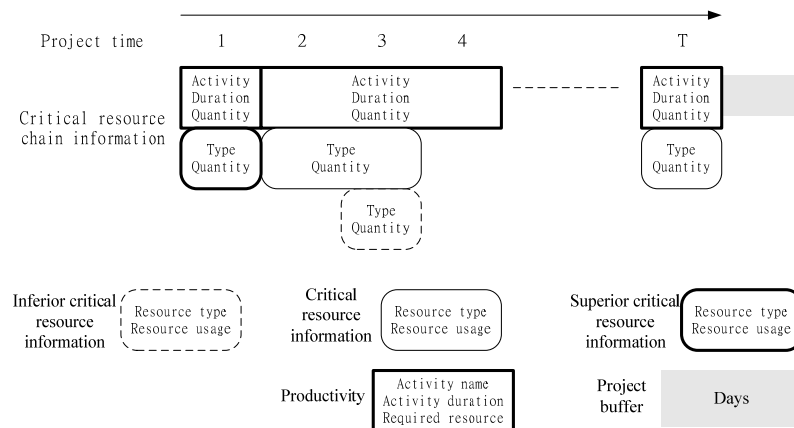 Project time 1 2 3 4 T
Activity Activity Activity
Duration Duration Duration
Quantity Quantity Quantity
Critical resource
chain information
Type Type Type
Quantity Quantity Quantity
Type
Quantity
Inferior critical
resource
information
Resource type
Resource usage
Critical
resource
information
Resource type
Resource usage
Superior critical
resource
information
Resource type
Resource usage
Productivity
Activity name
Activity duration
Required resource
Project
buffer
Days